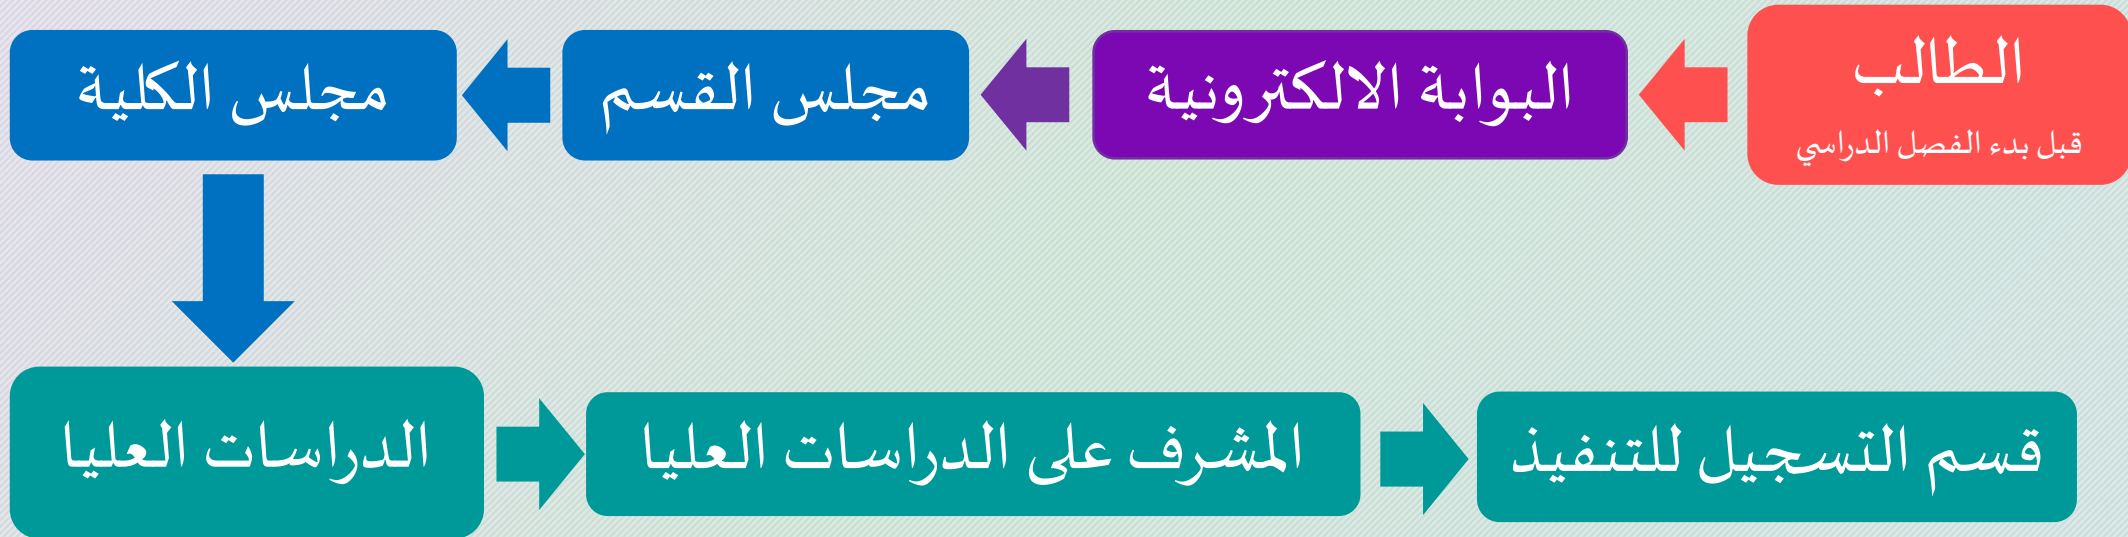 الطالب
قبل بدء الفصل الدراسي
البوابة الالكترونية
مجلس القسم
مجلس الكلية
الدراسات العليا
المشرف على الدراسات العليا
قسم التسجيل للتنفيذ